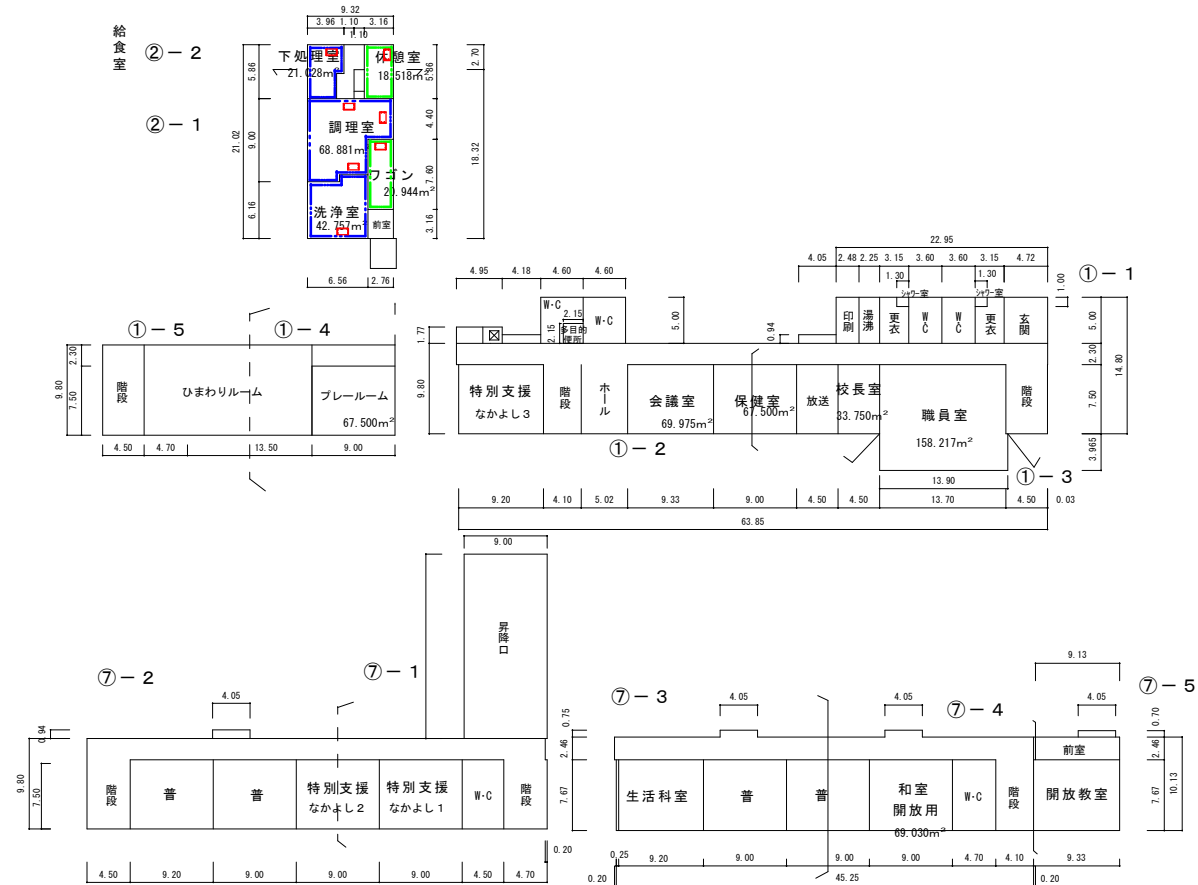 9.32
3.96 1.10 3.16
1.10
給食室
②－２
下処理室
21.028m²
休憩室
18.518m²
5.86
5.86
2.70
②－１
調理室
68.881m²
21.02
9.00
4.40
18.32
ワゴン
20.944m²
7.60
洗浄室
42.757m²
前室
6.16
3.16
6.56 2.76
22.95
4.95 4.18 4.60 4.60
4.05 2.48 2.25 3.15 3.60 3.60 3.15 4.72
1.30 1.30
①－１
1.00
シャワー室 シャワー室
W・C
2.15
2.15
多目的便所
W・C
5.00
0.94
印刷
湯沸
更衣
WC
WC
更衣
玄関
5.00
1.77
2.30
14.80
①－５
①－４
2.30
9.80
7.50
階段
ひまわりルーム
プレールーム
67.500m²
4.50 4.70 13.50 9.00
9.80
特別支援
なかよし３
階段
ホール
会議室
69.975m²
保健室
67.500m²
放送
校長室
33.750m²
職員室
158.217m²
階段
7.50
3.965
①－２
①－３
13.90
9.20 4.10 5.02 9.33 9.00 4.50 4.50 13.70 4.50 0.03
63.85
9.00
昇降口
⑦－２
⑦－１
4.05
0.94
9.80
7.50
階段
普
普
特別支援
なかよし２
特別支援
なかよし１
W・C
階段
0.20
4.50 9.20 9.00 9.00 9.00 4.50 4.70
9.13
⑦－３
⑦－４
⑦－５
4.05 4.05 4.05
0.75
0.70
2.46
2.46
前室
7.67
7.67
10.13
生活科室
普
普
和室
開放用
69.030m²
W・C
階段
開放教室
0.25 9.20 9.00 9.00 9.00 4.70 4.10 9.33
0.20 45.25 0.20